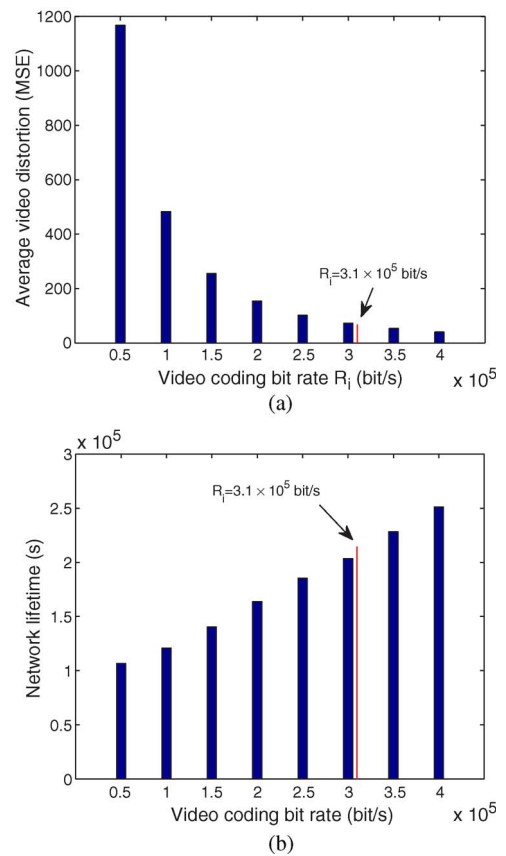 1200
1000
800
600
400
200
0
Average video distortion (MSE)
R_i=3.1 × 10^5 bit/s
0.5 1 1.5 2 2.5 3 3.5 4
Video coding bit rate R_i (bit/s)
x 10^5
(a)
x 10^5
3
2.5
2
1.5
1
0.5
0
Network lifetime (s)
R_i=3.1 × 10^5 bit/s
0.5 1 1.5 2 2.5 3 3.5 4
Video coding bit rate (bit/s)
x 10^5
(b)